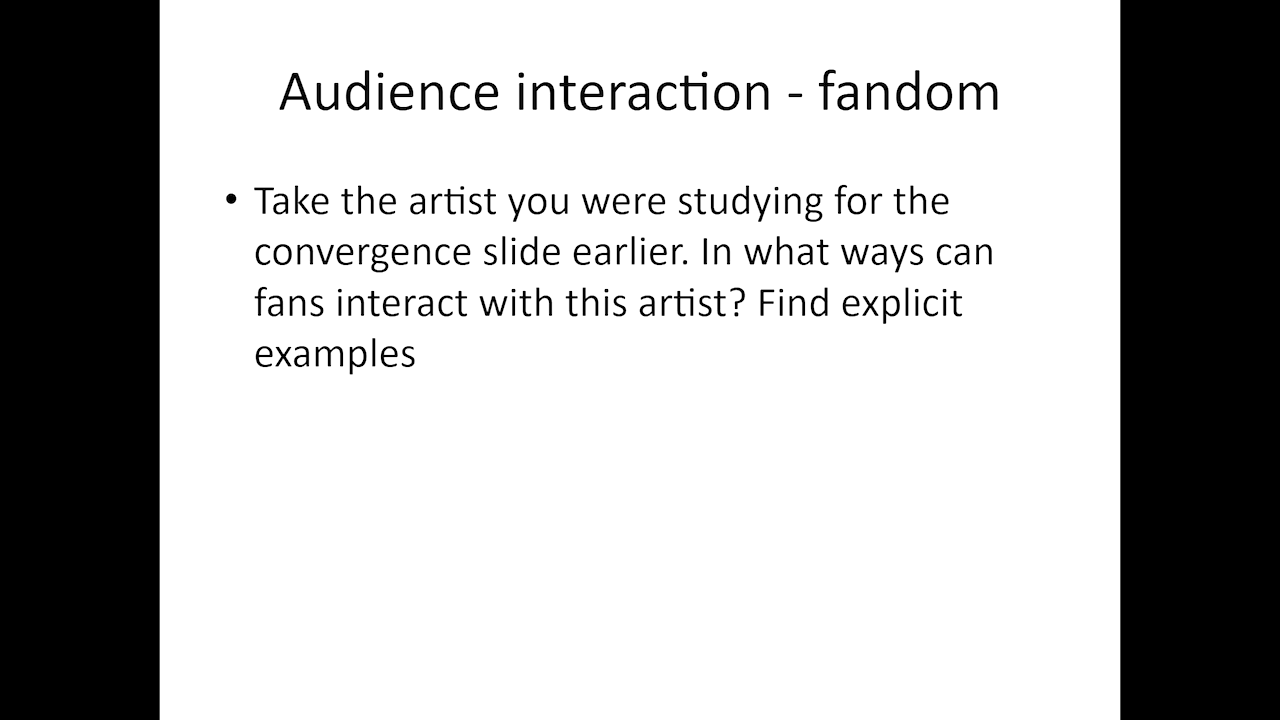 Audience interaction - fandom
• Take the artist you were studying for the
convergence slide earlier. In what ways can
fans interact with this artist? Find explicit
examples